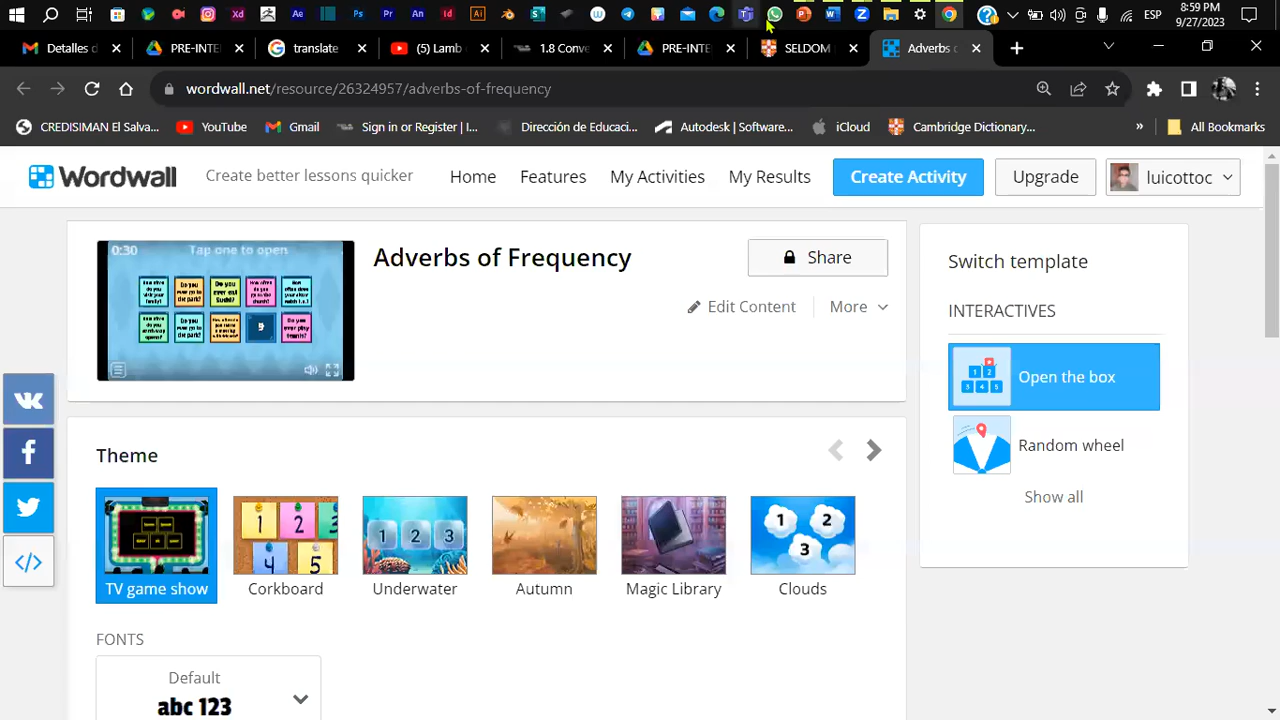 8:59 PM
ESP
9/27/2023
Detalles d
PRE-INTE
translate
(5) Lamb
1.8 Conve
PRE-INTE
SELDOM
Adverbs o
wordwall.net/resource/26324957/adverbs-of-frequency
CREDISIMAN El Salva...
YouTube
Gmail
Sign in or Register | I...
Dirección de Educaci...
Autodesk | Software...
iCloud
Cambridge Dictionary...
»
All Bookmarks
Wordwall
Create better lessons quicker
Home
Features
My Activities
My Results
Create Activity
Upgrade
luicottoc
0:30
Tap one to open
9
Adverbs of Frequency
Share
Edit Content
More
Switch template
INTERACTIVES
Open the box
Random wheel
Show all
Theme
TV game show
Corkboard
Underwater
Autumn
Magic Library
Clouds
FONTS
Default
abc 123